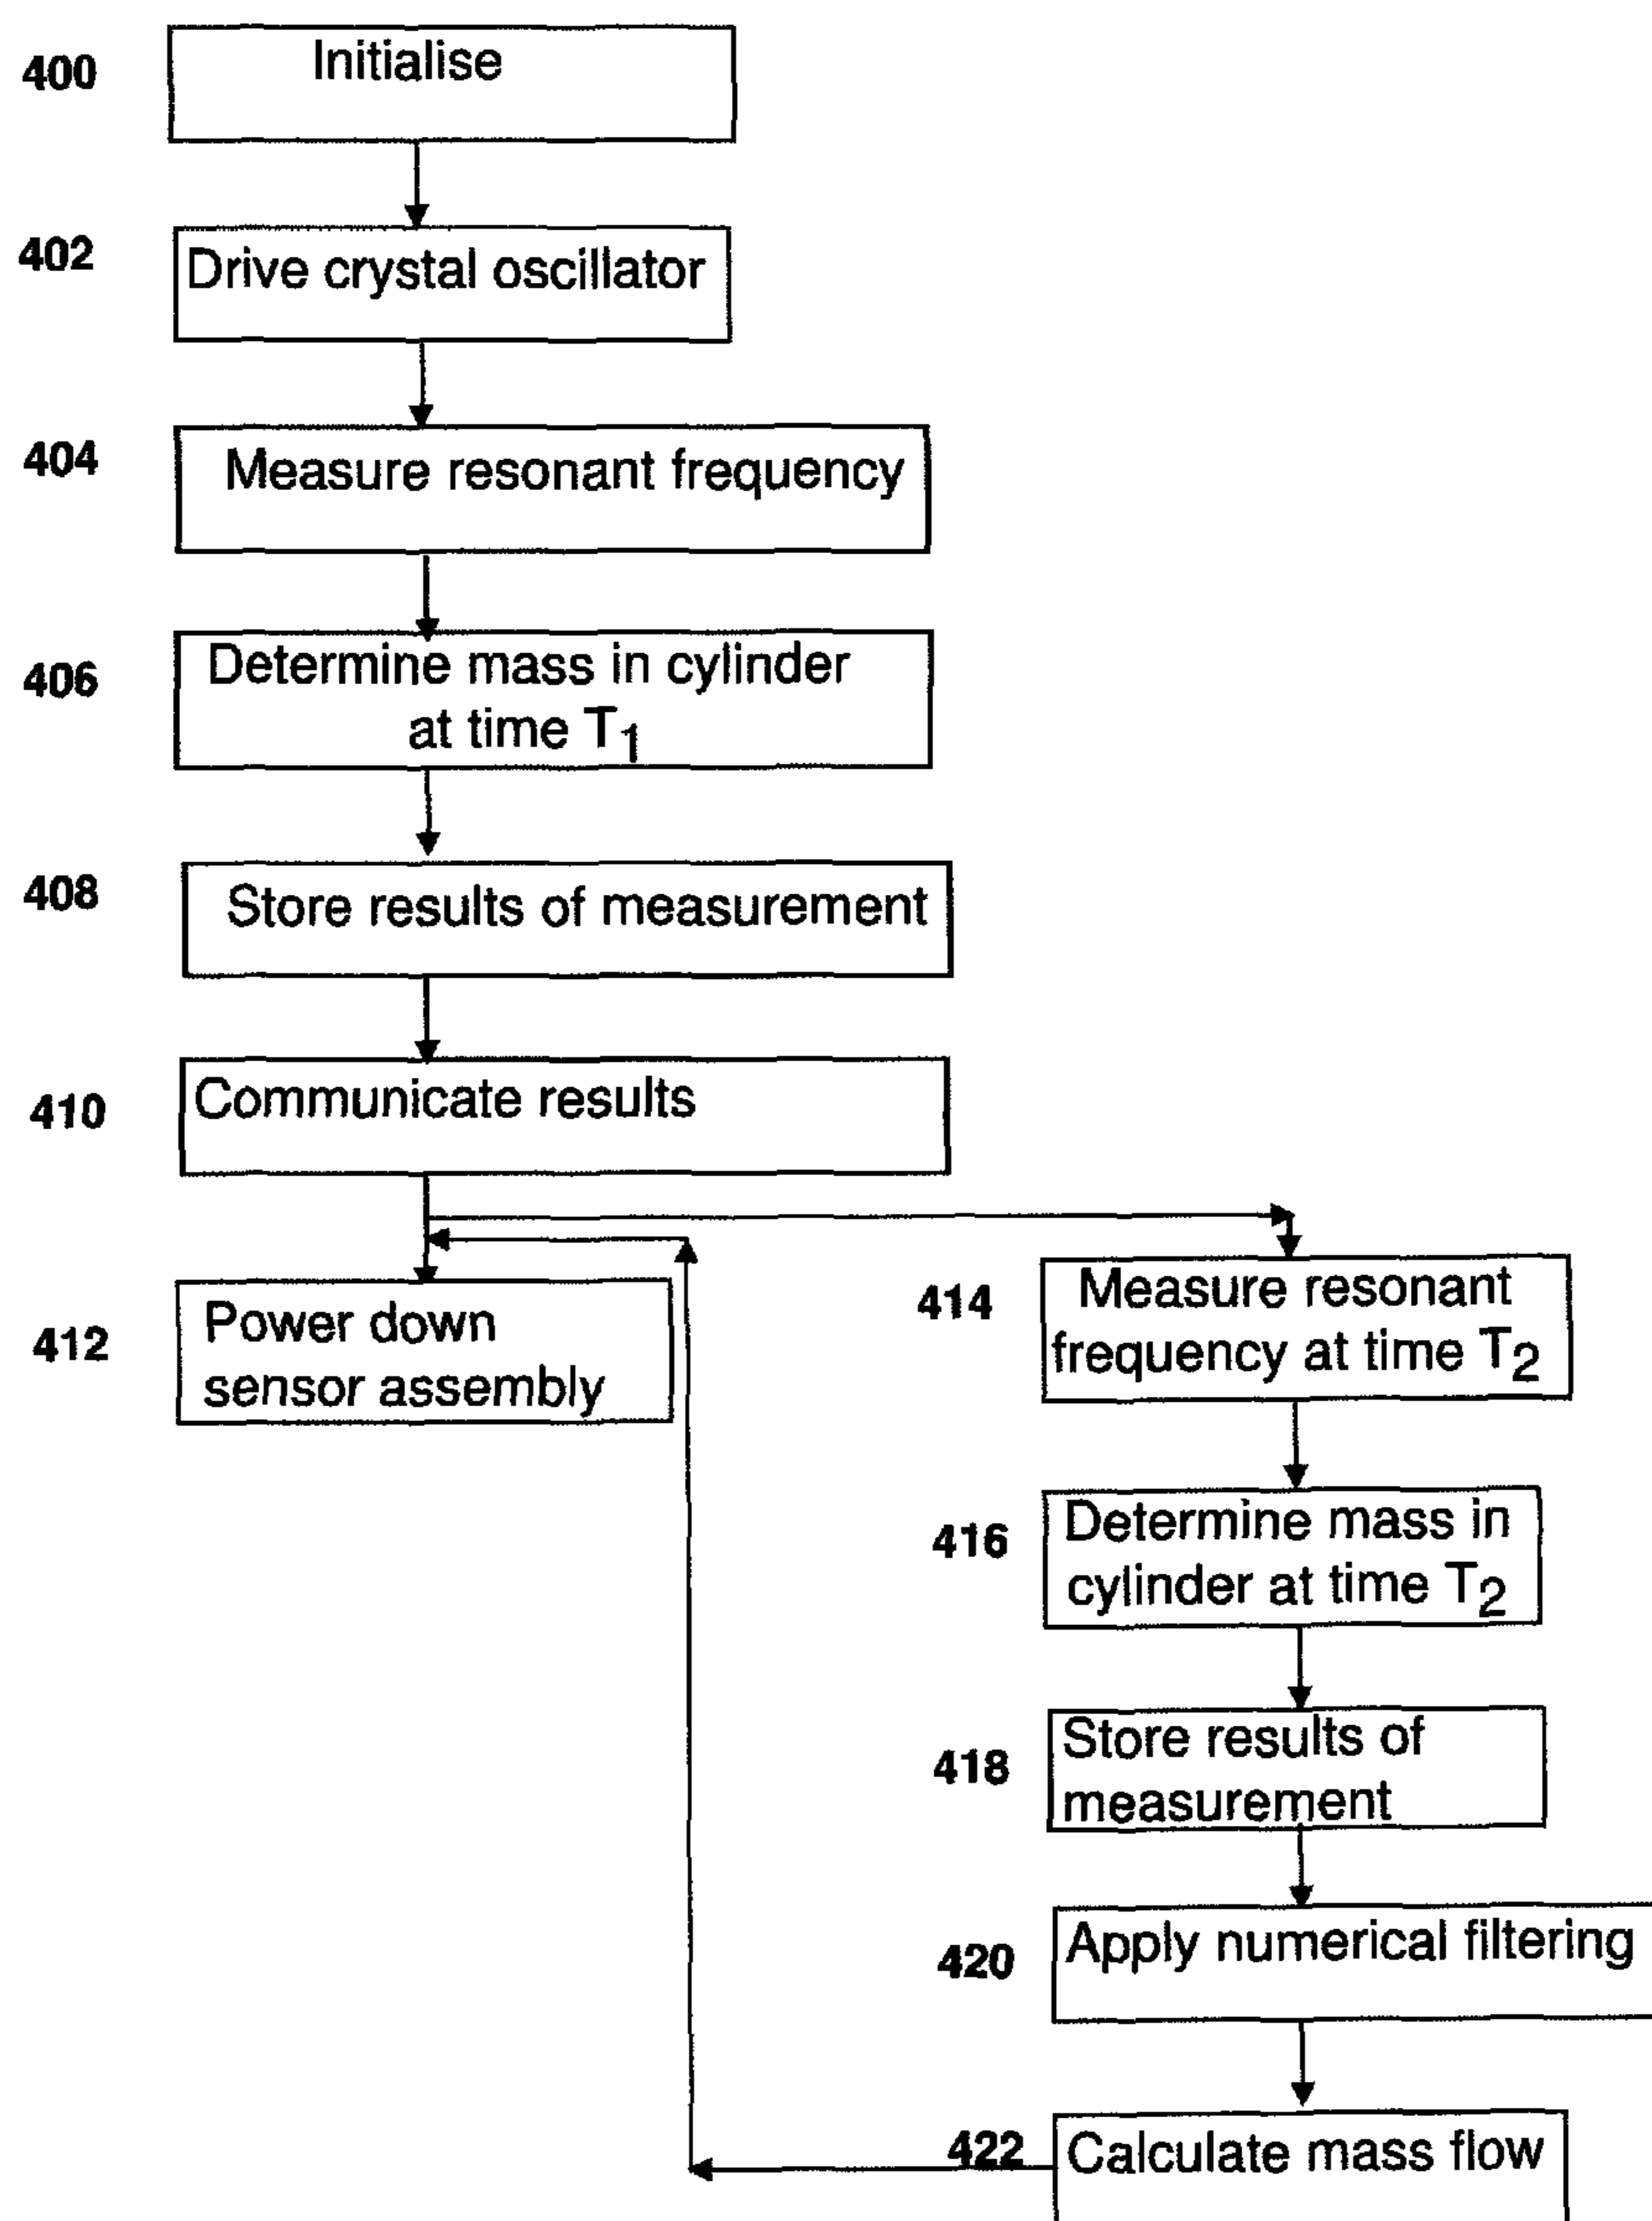 400
Initialise
402
Drive crystal oscillator
404
Measure resonant frequency
406
Determine mass in cylinder
at time T1
408
Store results of measurement
410
Communicate results
412
Power down
sensor assembly
414
Measure resonant
frequency at time T2
416
Determine mass in
cylinder at time T2
418
Store results of
measurement
420
Apply numerical filtering
422
Calculate mass flow